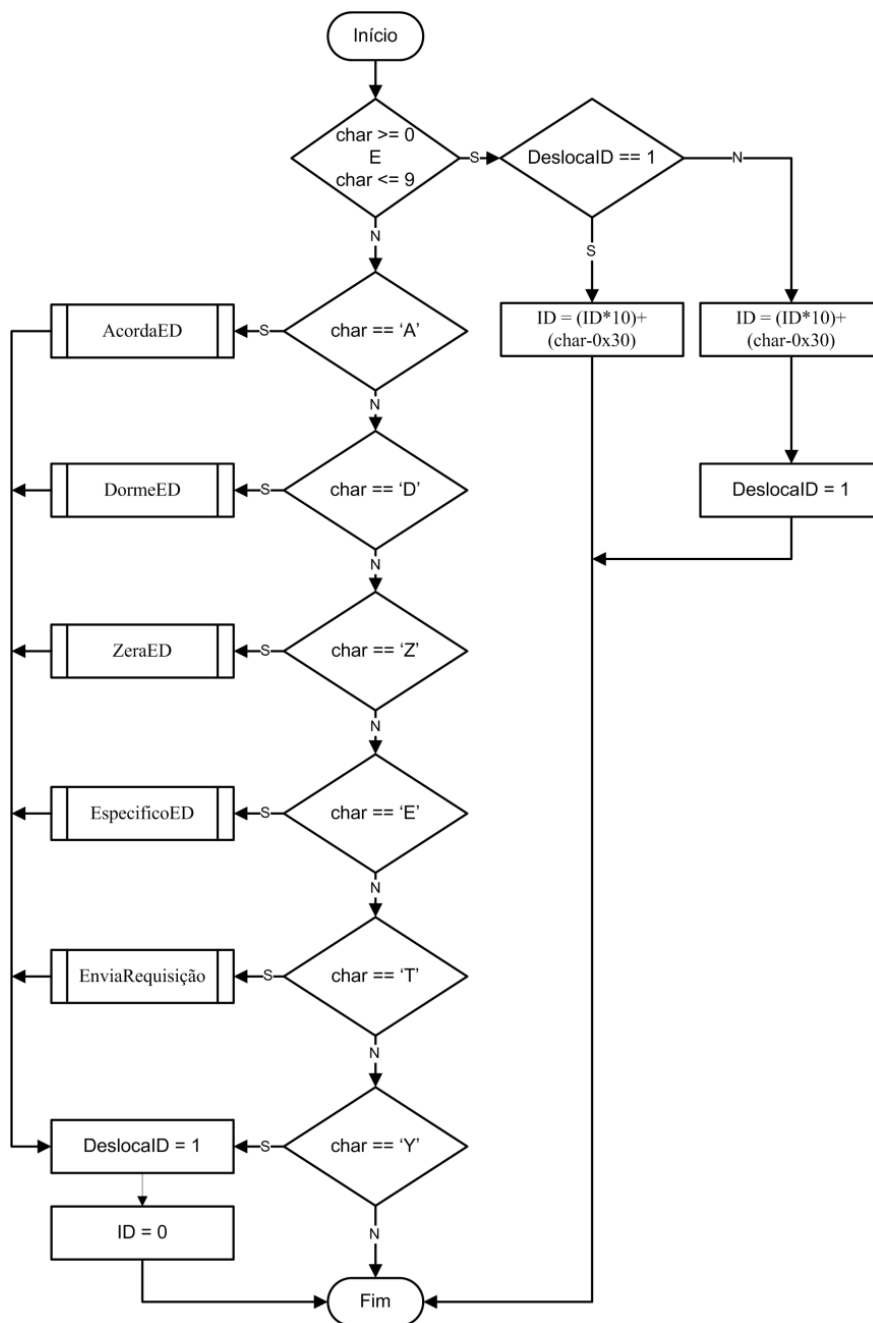 Início
char >= 0
E
char <= 9
S
DeslocaID == 1
N
N
S
AcordaED
S
char == 'A'
ID = (ID*10)+
(char-0x30)
ID = (ID*10)+
(char-0x30)
N
DormeED
S
char == 'D'
DeslocaID = 1
N
ZeraED
S
char == 'Z'
N
EspecificoED
S
char == 'E'
N
EnviaRequisição
S
char == 'T'
N
DeslocaID = 1
S
char == 'Y'
ID = 0
N
Fim